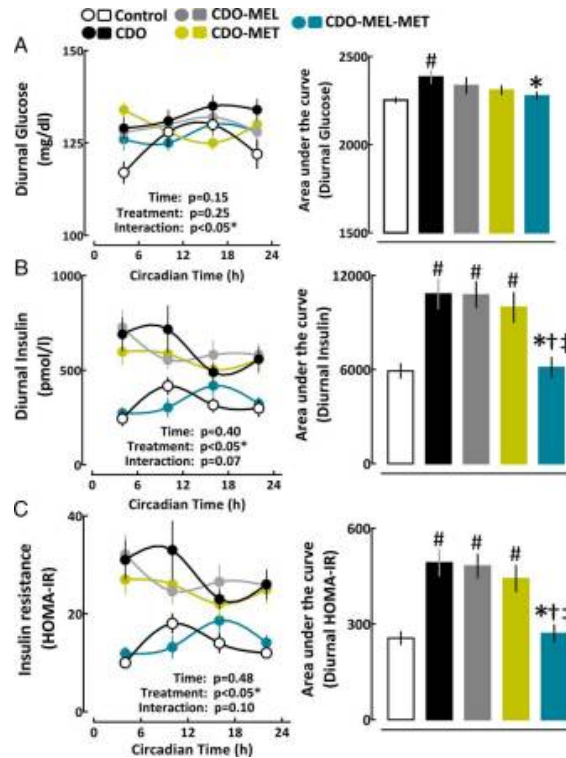 Control
CDO-MEL
CDO-MEL-MET
CDO
CDO-MET
A
Diurnal Glucose
(mg/dl)
150
125
100
Time: p=0.15
Treatment: p=0.25
Interaction: p<0.05*
0 6 12 18 24
Circadian Time (h)
Area under the curve
(Diurnal Glucose)
2500
2000
1500
#
*
B
Diurnal Insulin
(pmol/l)
1000
500
0
Time: p=0.40
Treatment: p<0.05*
Interaction: p=0.07
0 6 12 18 24
Circadian Time (h)
Area under the curve
(Diurnal Insulin)
12000
6000
0
# # #
*†‡
C
Insulin resistance
(HOMA-IR)
40
20
0
Time: p=0.48
Treatment: p<0.05*
Interaction: p=0.10
0 6 12 18 24
Circadian Time (h)
Area under the curve
(Diurnal HOMA-IR)
600
300
0
# # #
*†